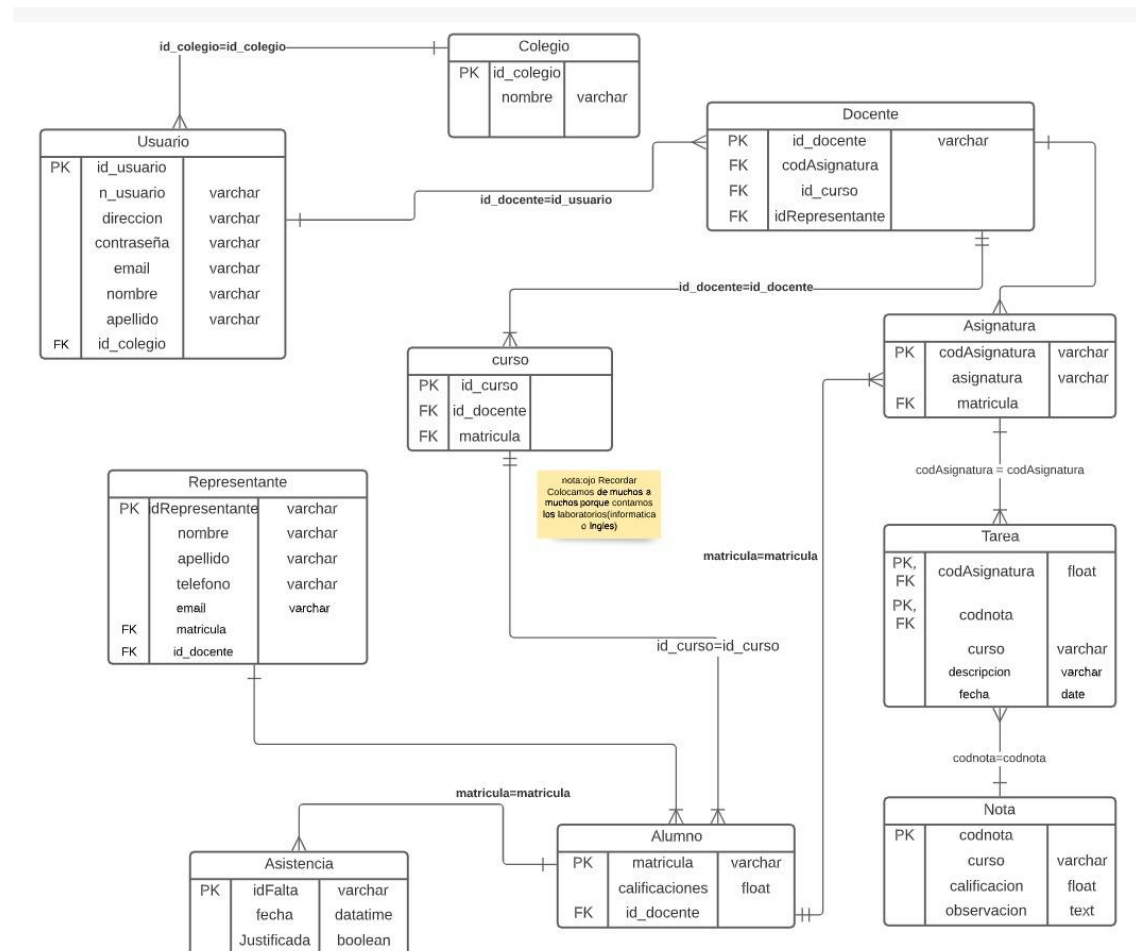 id_colegio=id_colegio
Colegio
PK id_colegio
nombre varchar
Usuario
PK id_usuario
n_usuario varchar
direccion varchar
contraseña varchar
email varchar
nombre varchar
apellido varchar
FK id_colegio
id_docente=id_usuario
Docente
PK id_docente varchar
FK codAsignatura
FK id_curso
FK idRepresentante
id_docente=id_docente
curso
PK id_curso
FK id_docente
FK matricula
Asignatura
PK codAsignatura varchar
asignatura varchar
FK matricula
codAsignatura = codAsignatura
Representante
PK idRepresentante varchar
nombre varchar
apellido varchar
telefono varchar
email varchar
FK matricula
FK id_docente
nota:ojo Recordar
Colocamos de muchos a
muchos porque contamos
los laboratorios(informatica
o Ingles)
matricula=matricula
Tarea
PK,
FK codAsignatura float
PK,
FK codnota
curso varchar
descripcion varchar
fecha date
id_curso=id_curso
codnota=codnota
matricula=matricula
Nota
PK codnota
curso varchar
calificacion float
observacion text
Alumno
PK matricula varchar
calificaciones float
FK id_docente
Asistencia
PK idFalta varchar
fecha datatime
Justificada boolean